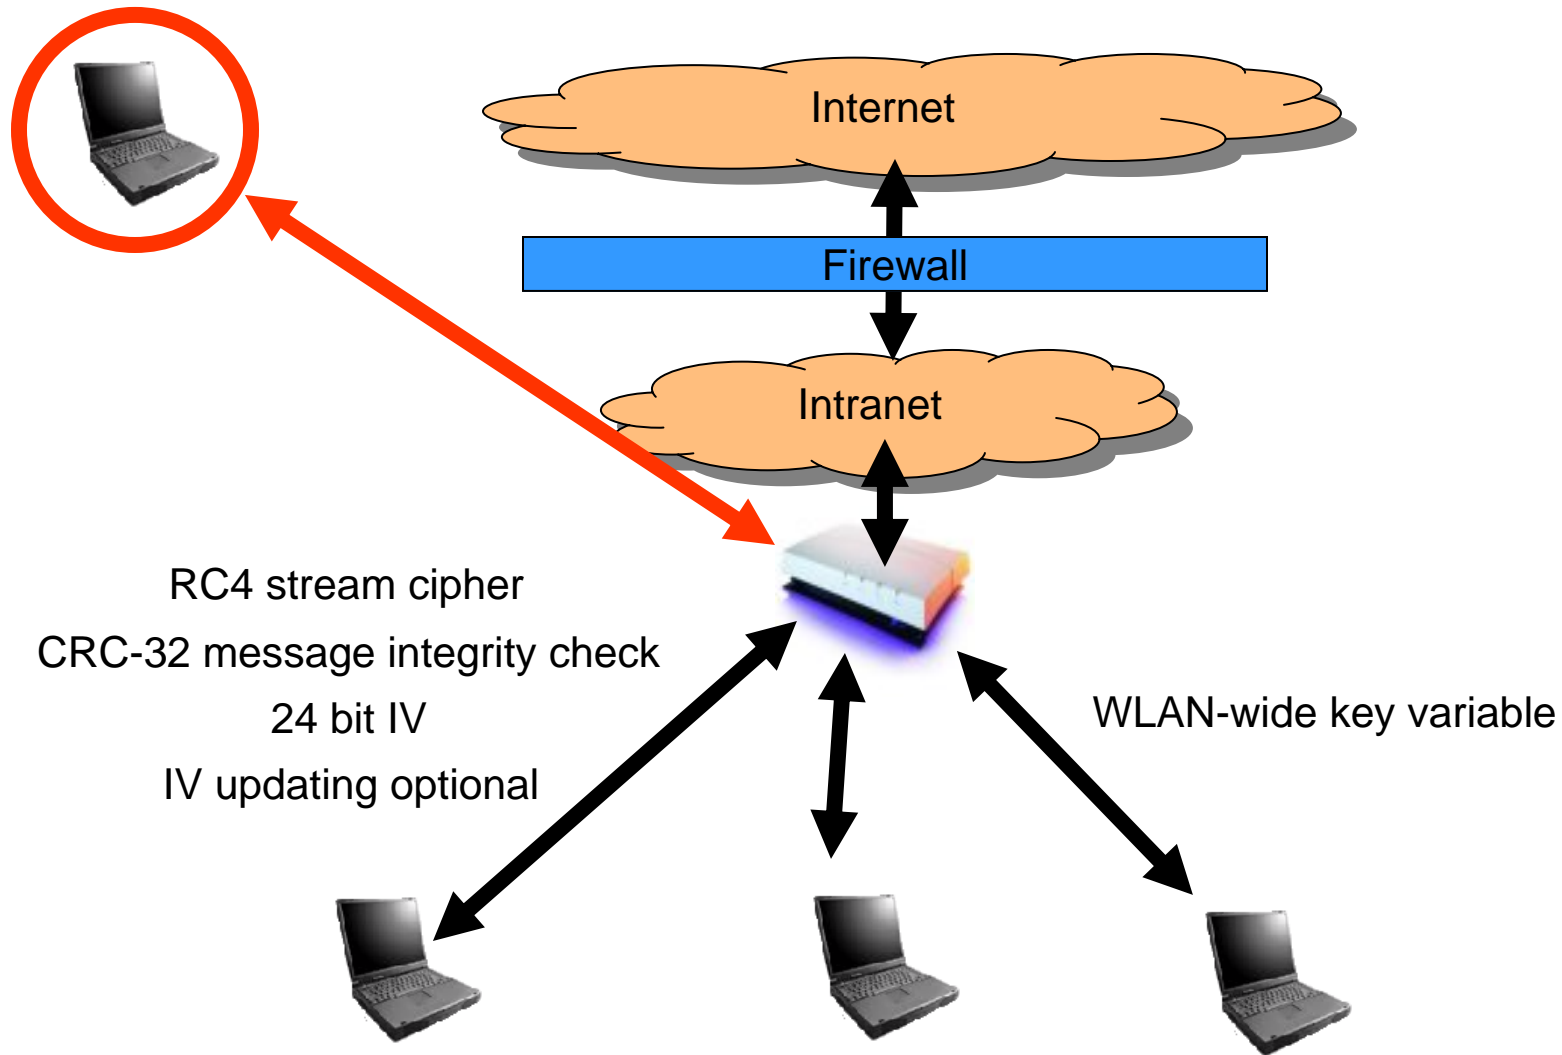 Internet
Firewall
Intranet
RC4 stream cipher
CRC-32 message integrity check
24 bit IV
IV updating optional
WLAN-wide key variable